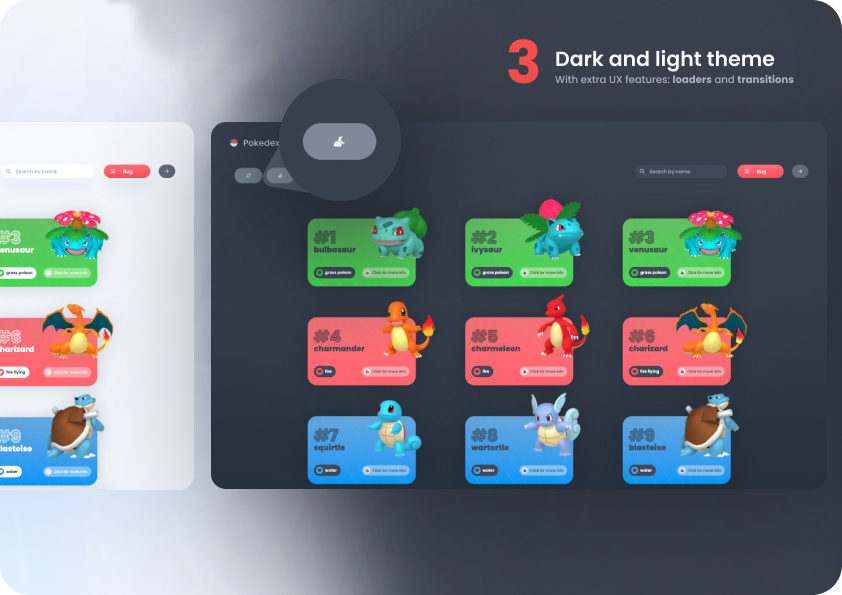 3
Dark and light theme
With extra UX features: loaders and transitions
Search by name
Bug
#3
venusaur
grass poison
Click for more info
#6
charizard
fire flying
Click for more info
#9
blastoise
water
Click for more info
Pokedex
Search by name
Bug
#1
bulbasaur
grass poison
Click for more info
#2
ivysaur
grass poison
Click for more info
#3
venusaur
grass poison
Click for more info
#4
charmander
fire
Click for more info
#5
charmeleon
fire
Click for more info
#6
charizard
fire flying
Click for more info
#7
squirtle
water
Click for more info
#8
wartortle
water
Click for more info
#9
blastoise
water
Click for more info